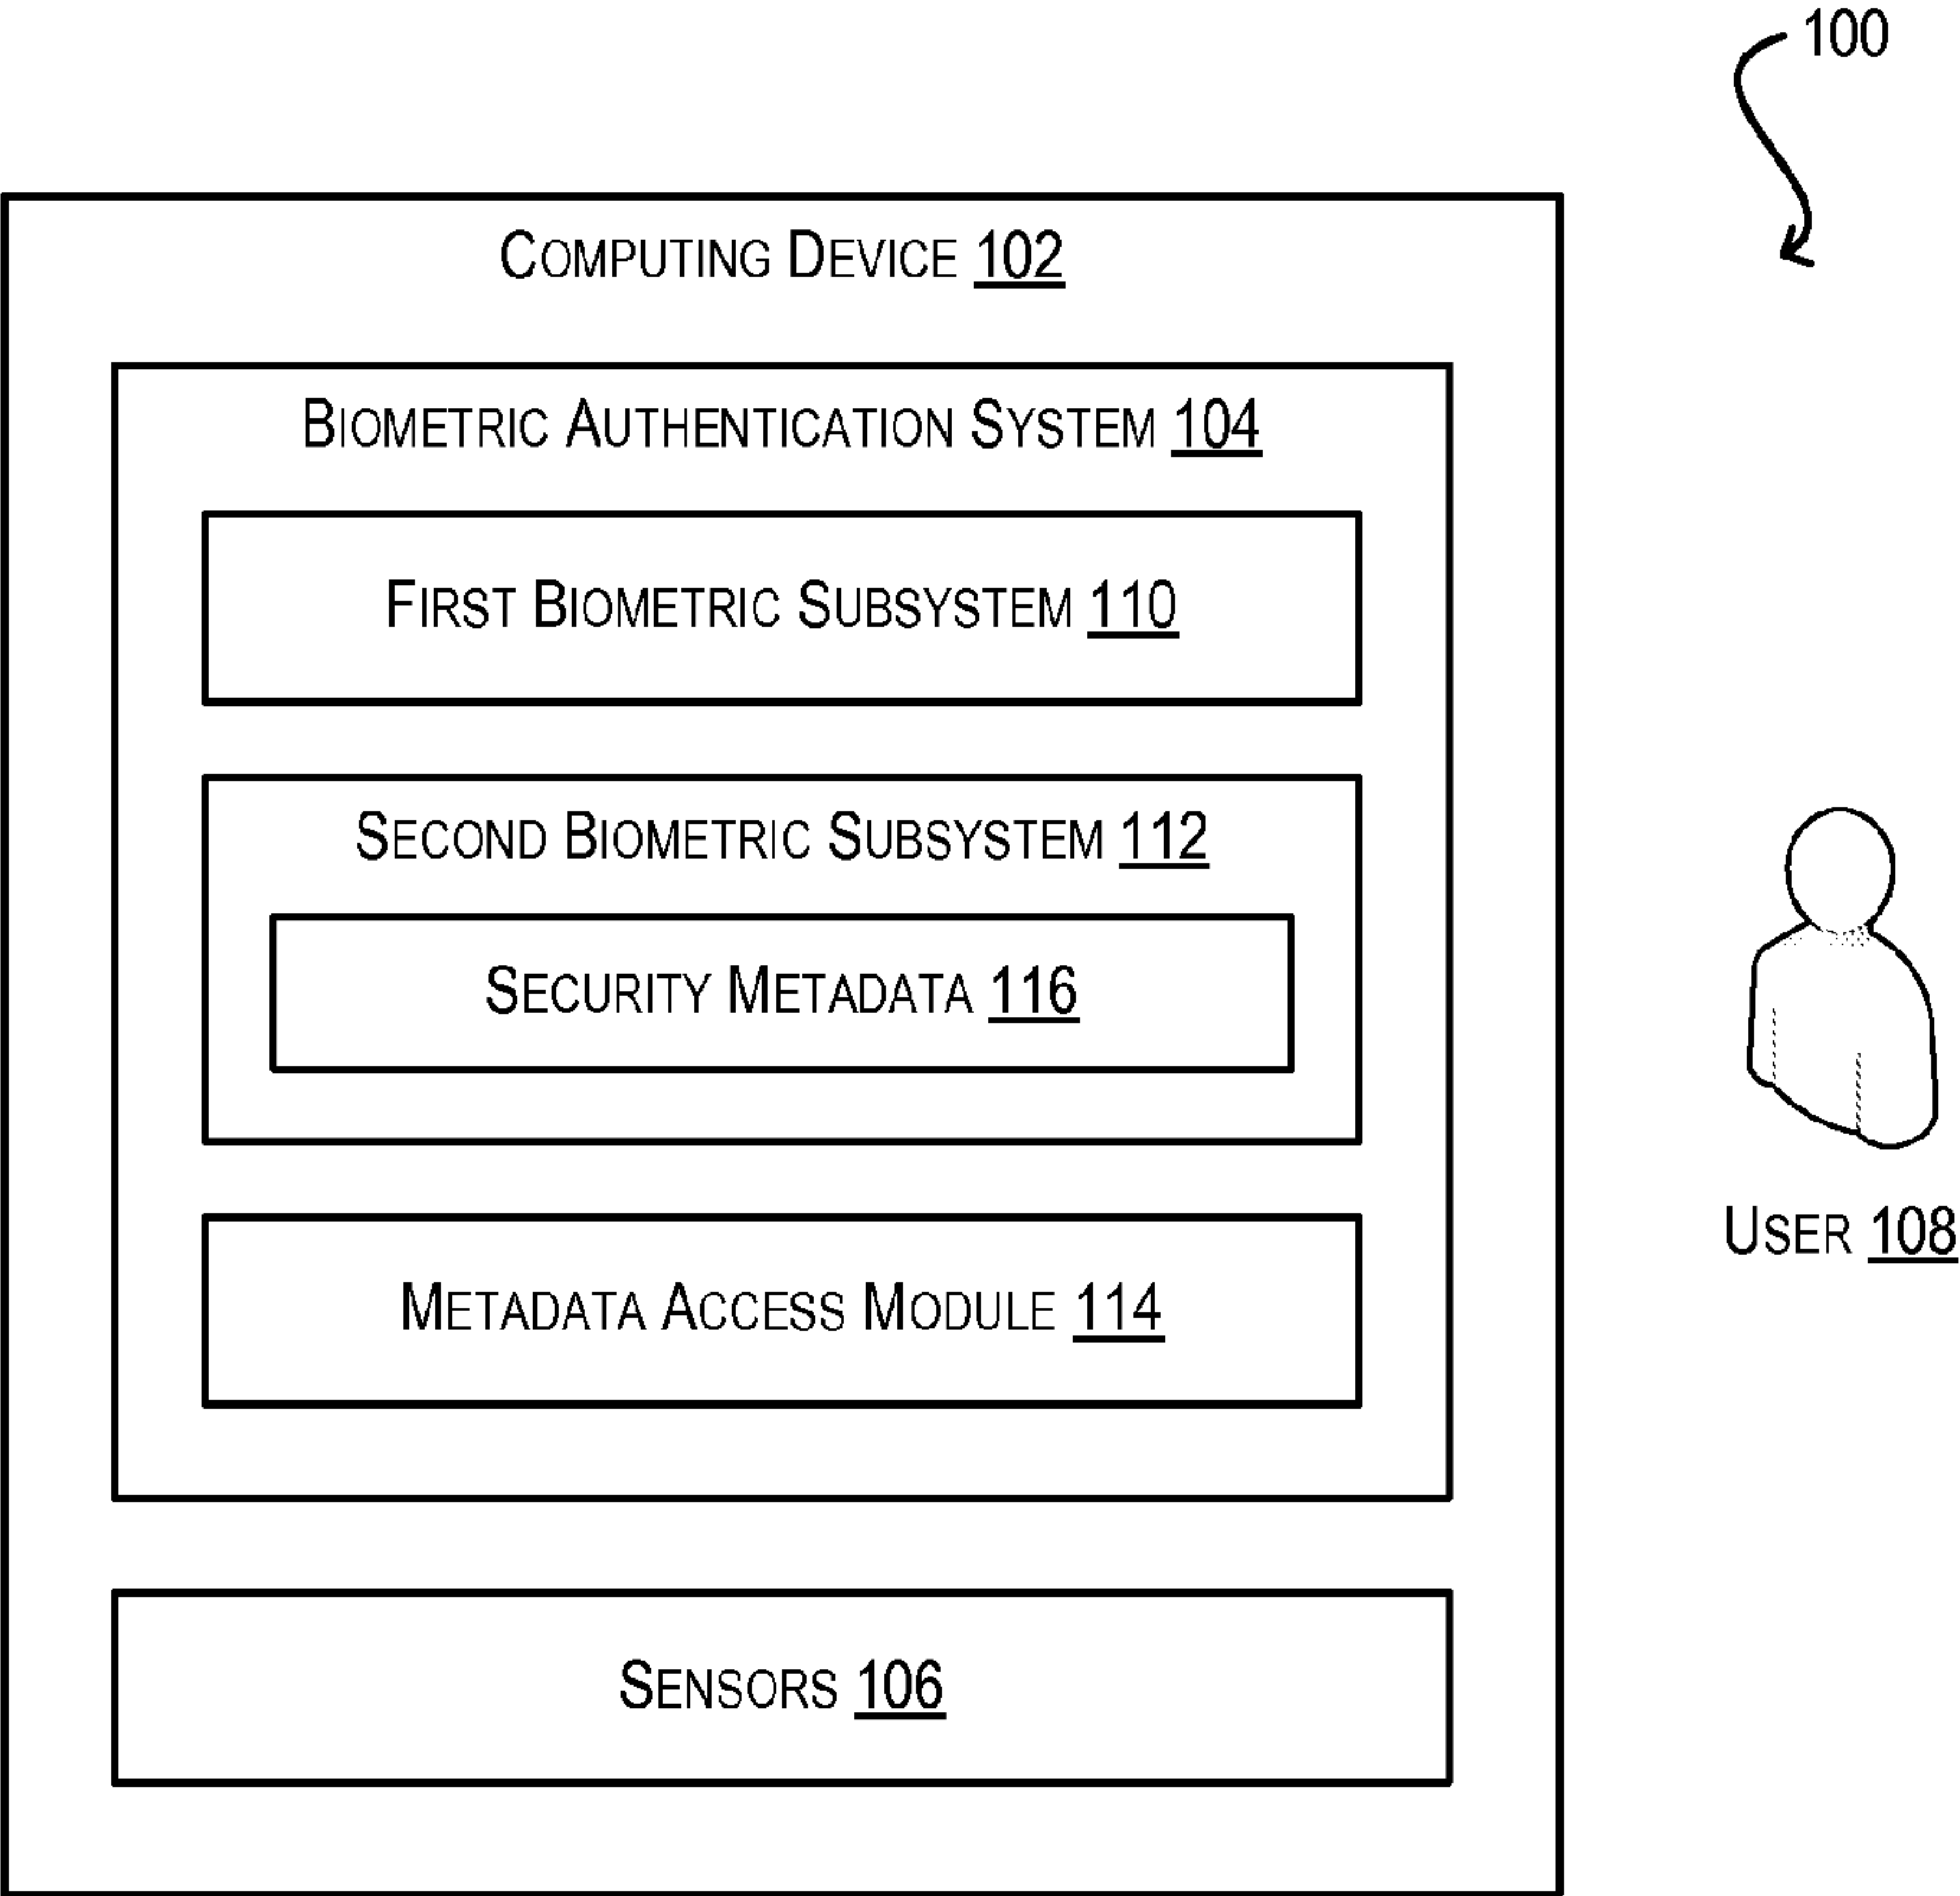 100
COMPUTING DEVICE 102
BIOMETRIC AUTHENTICATION SYSTEM 104
FIRST BIOMETRIC SUBSYSTEM 110
SECOND BIOMETRIC SUBSYSTEM 112
SECURITY METADATA 116
METADATA ACCESS MODULE 114
USER 108
SENSORS 106